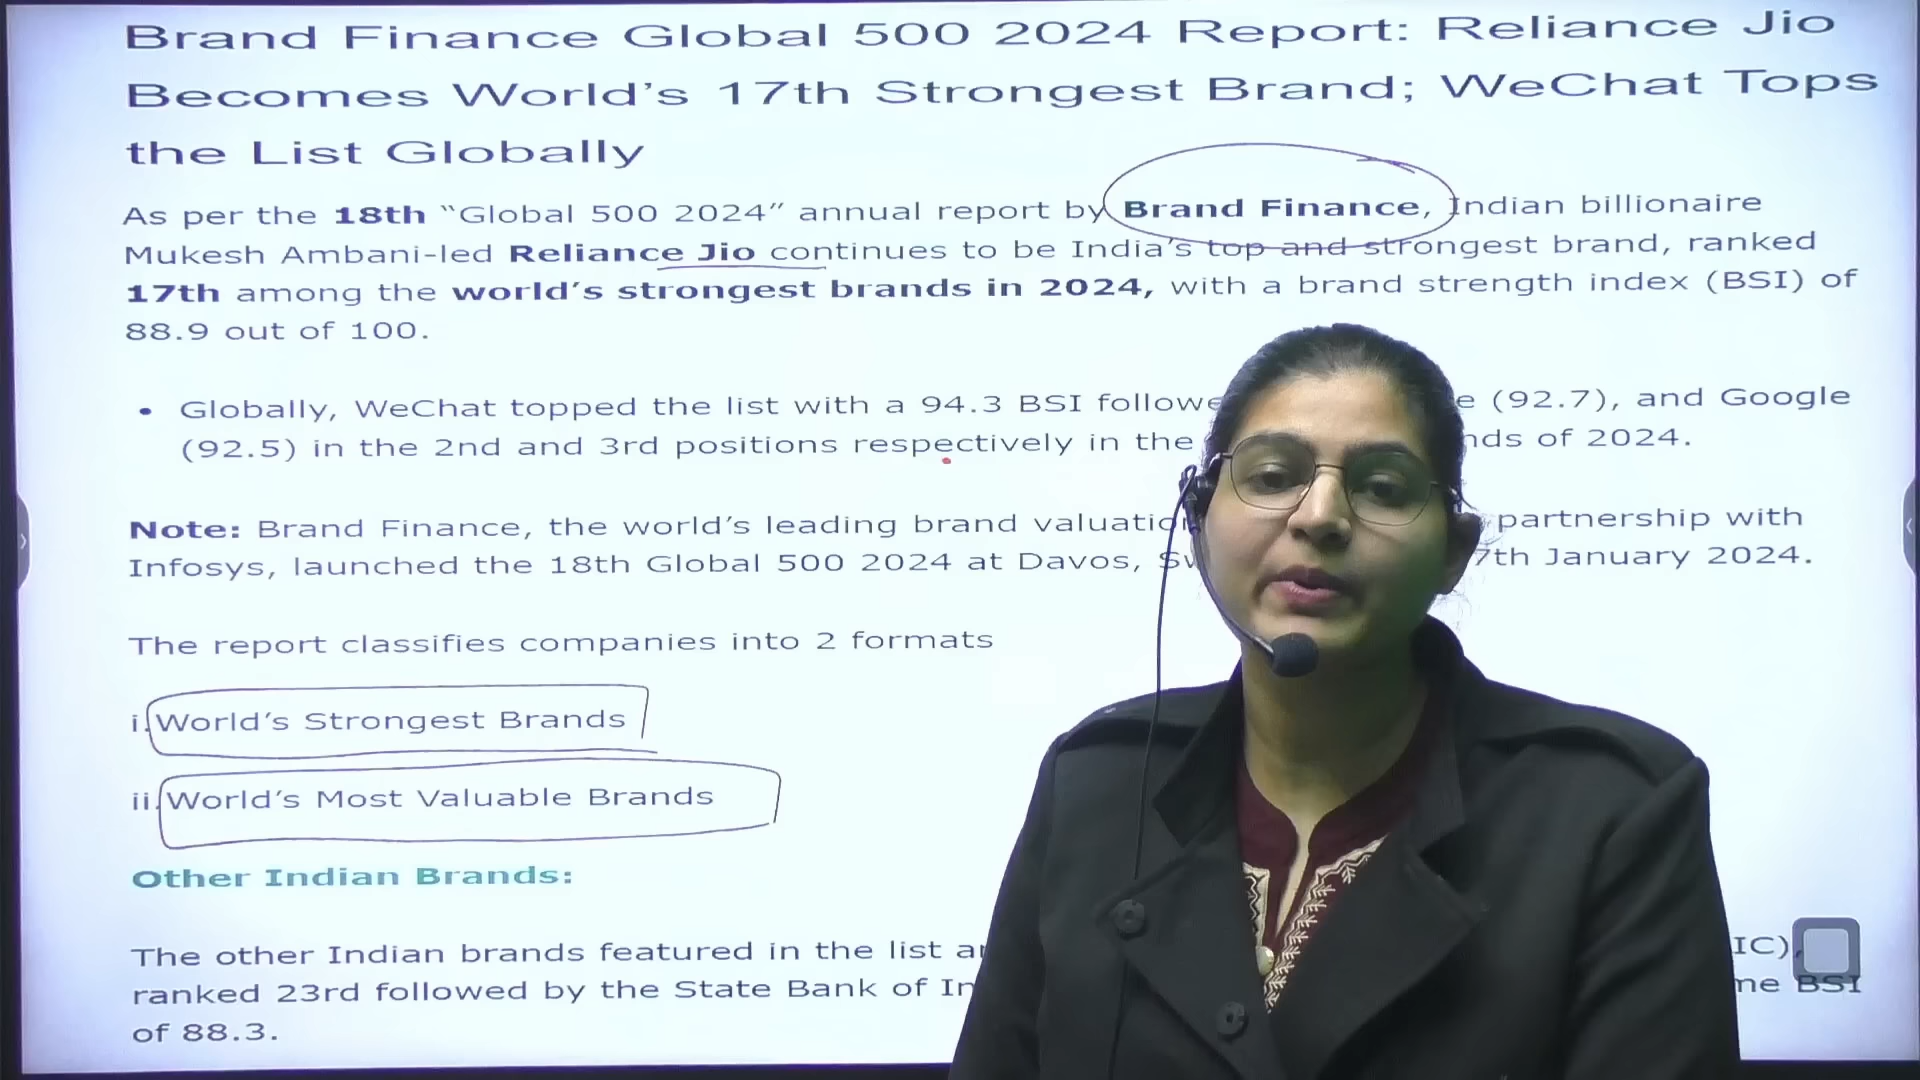 Brand Finance Global 500 2024 Report: Reliance Jio
Becomes World's 17th Strongest Brand; WeChat Tops
the List Globally
As per the 18th "Global 500 2024" annual report by Brand Finance, Indian billionaire
Mukesh Ambani-led Reliance Jio continues to be India's top and strongest brand, ranked
17th among the world's strongest brands in 2024, with a brand strength index (BSI) of
88.9 out of 100.
• Globally, WeChat topped the list with a 94.3 BSI (92.7), and Google
(92.5) in the 2nd and 3rd positions respectively in the of 2024.
Note: Brand Finance, the world's leading brand partnership with
Infosys, launched the 18th Global 500 2024 at Davos, January 2024.
The report classifies companies into 2 formats
i. World's Strongest Brands
ii. World's Most Valuable Brands
Other Indian Brands:
The other Indian brands featured in the list
ranked 23rd followed by the State Bank of BSI
of 88.3.